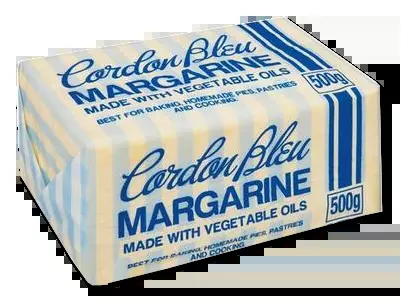 Cordon Bleu
MARGARINE
MADE WITH VEGETABLE OILS
BEST FOR BAKING, HOMEMADE PIES, PASTRIES
AND COOKING.
500g
Cordon Bleu
MARGARINE
MADE WITH VEGETABLE OILS
BEST FOR BAKING, HOMEMADE PIES, PASTRIES
AND COOKING.
500g